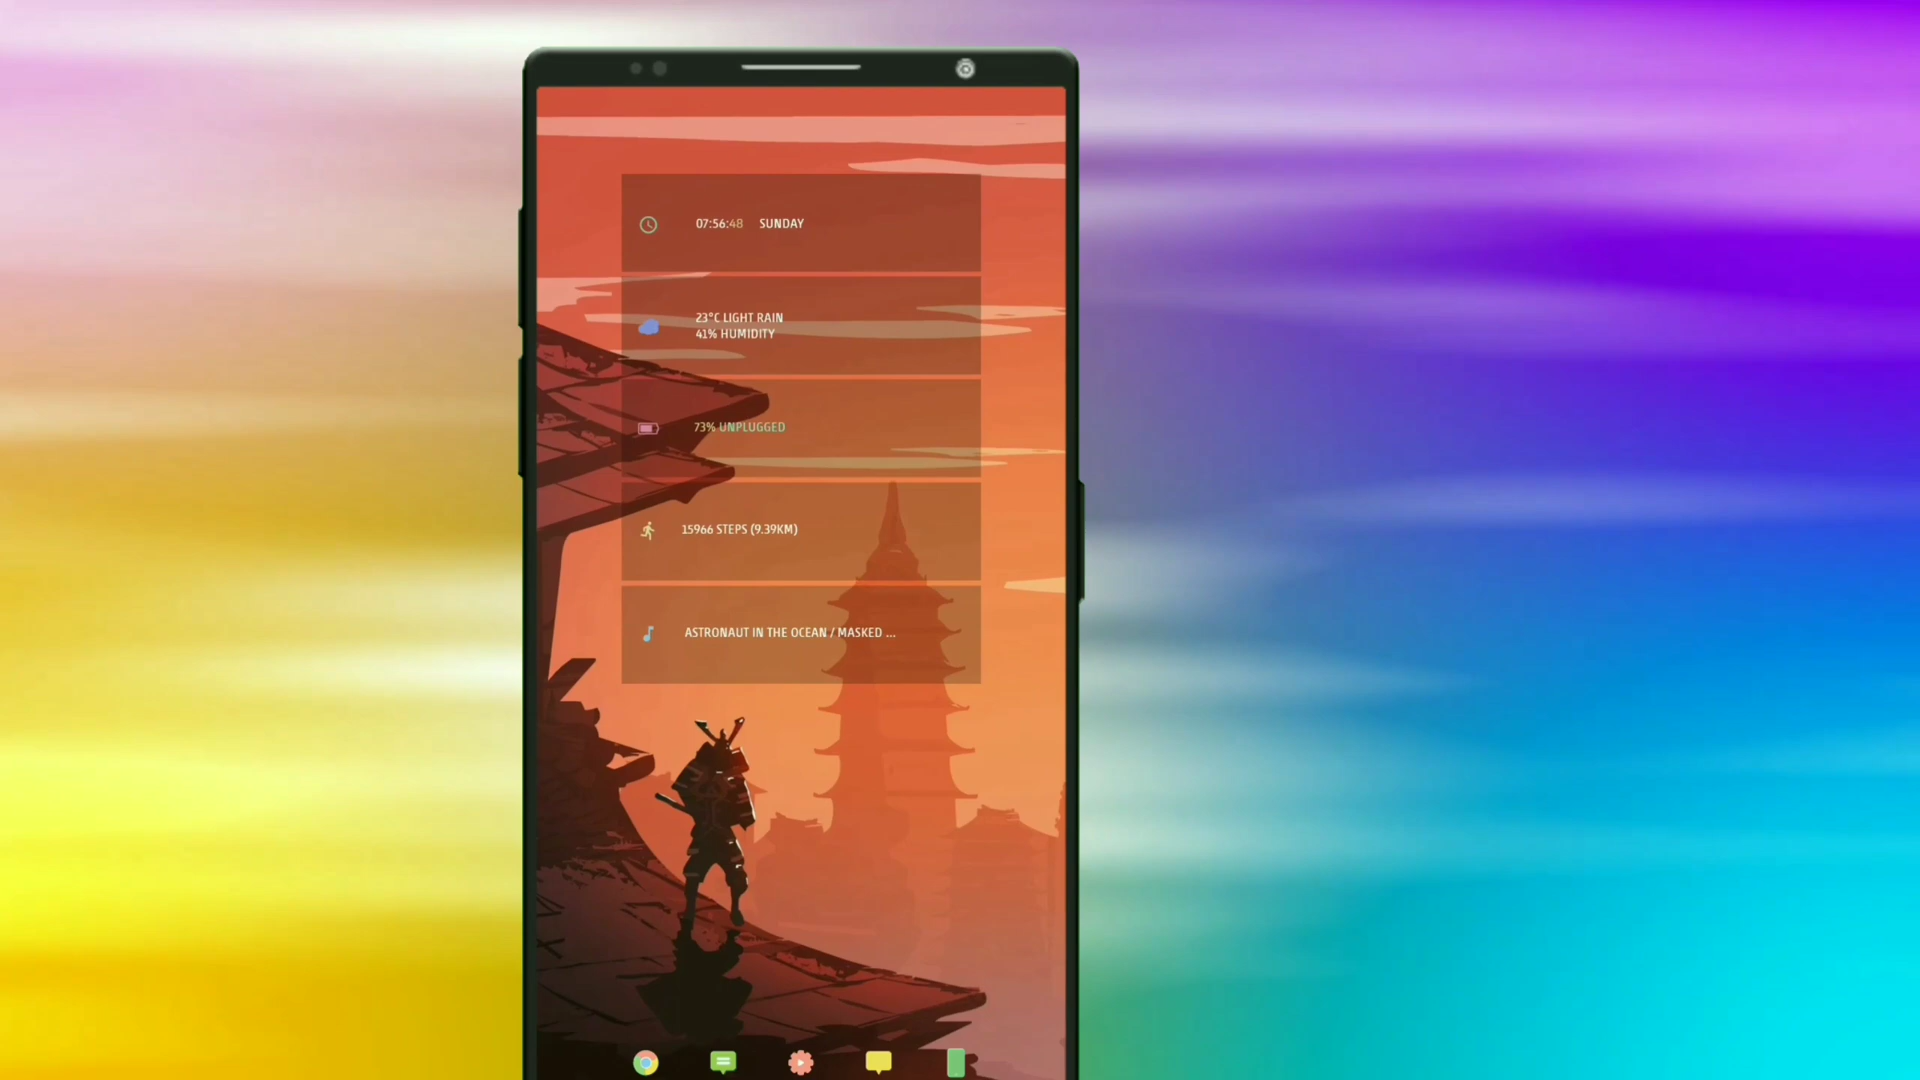 07:56:48 SUNDAY
23°C LIGHT RAIN
41% HUMIDITY
73% UNPLUGGED
15966 STEPS (9.39KM)
ASTRONAUT IN THE OCEAN / MASKED ...